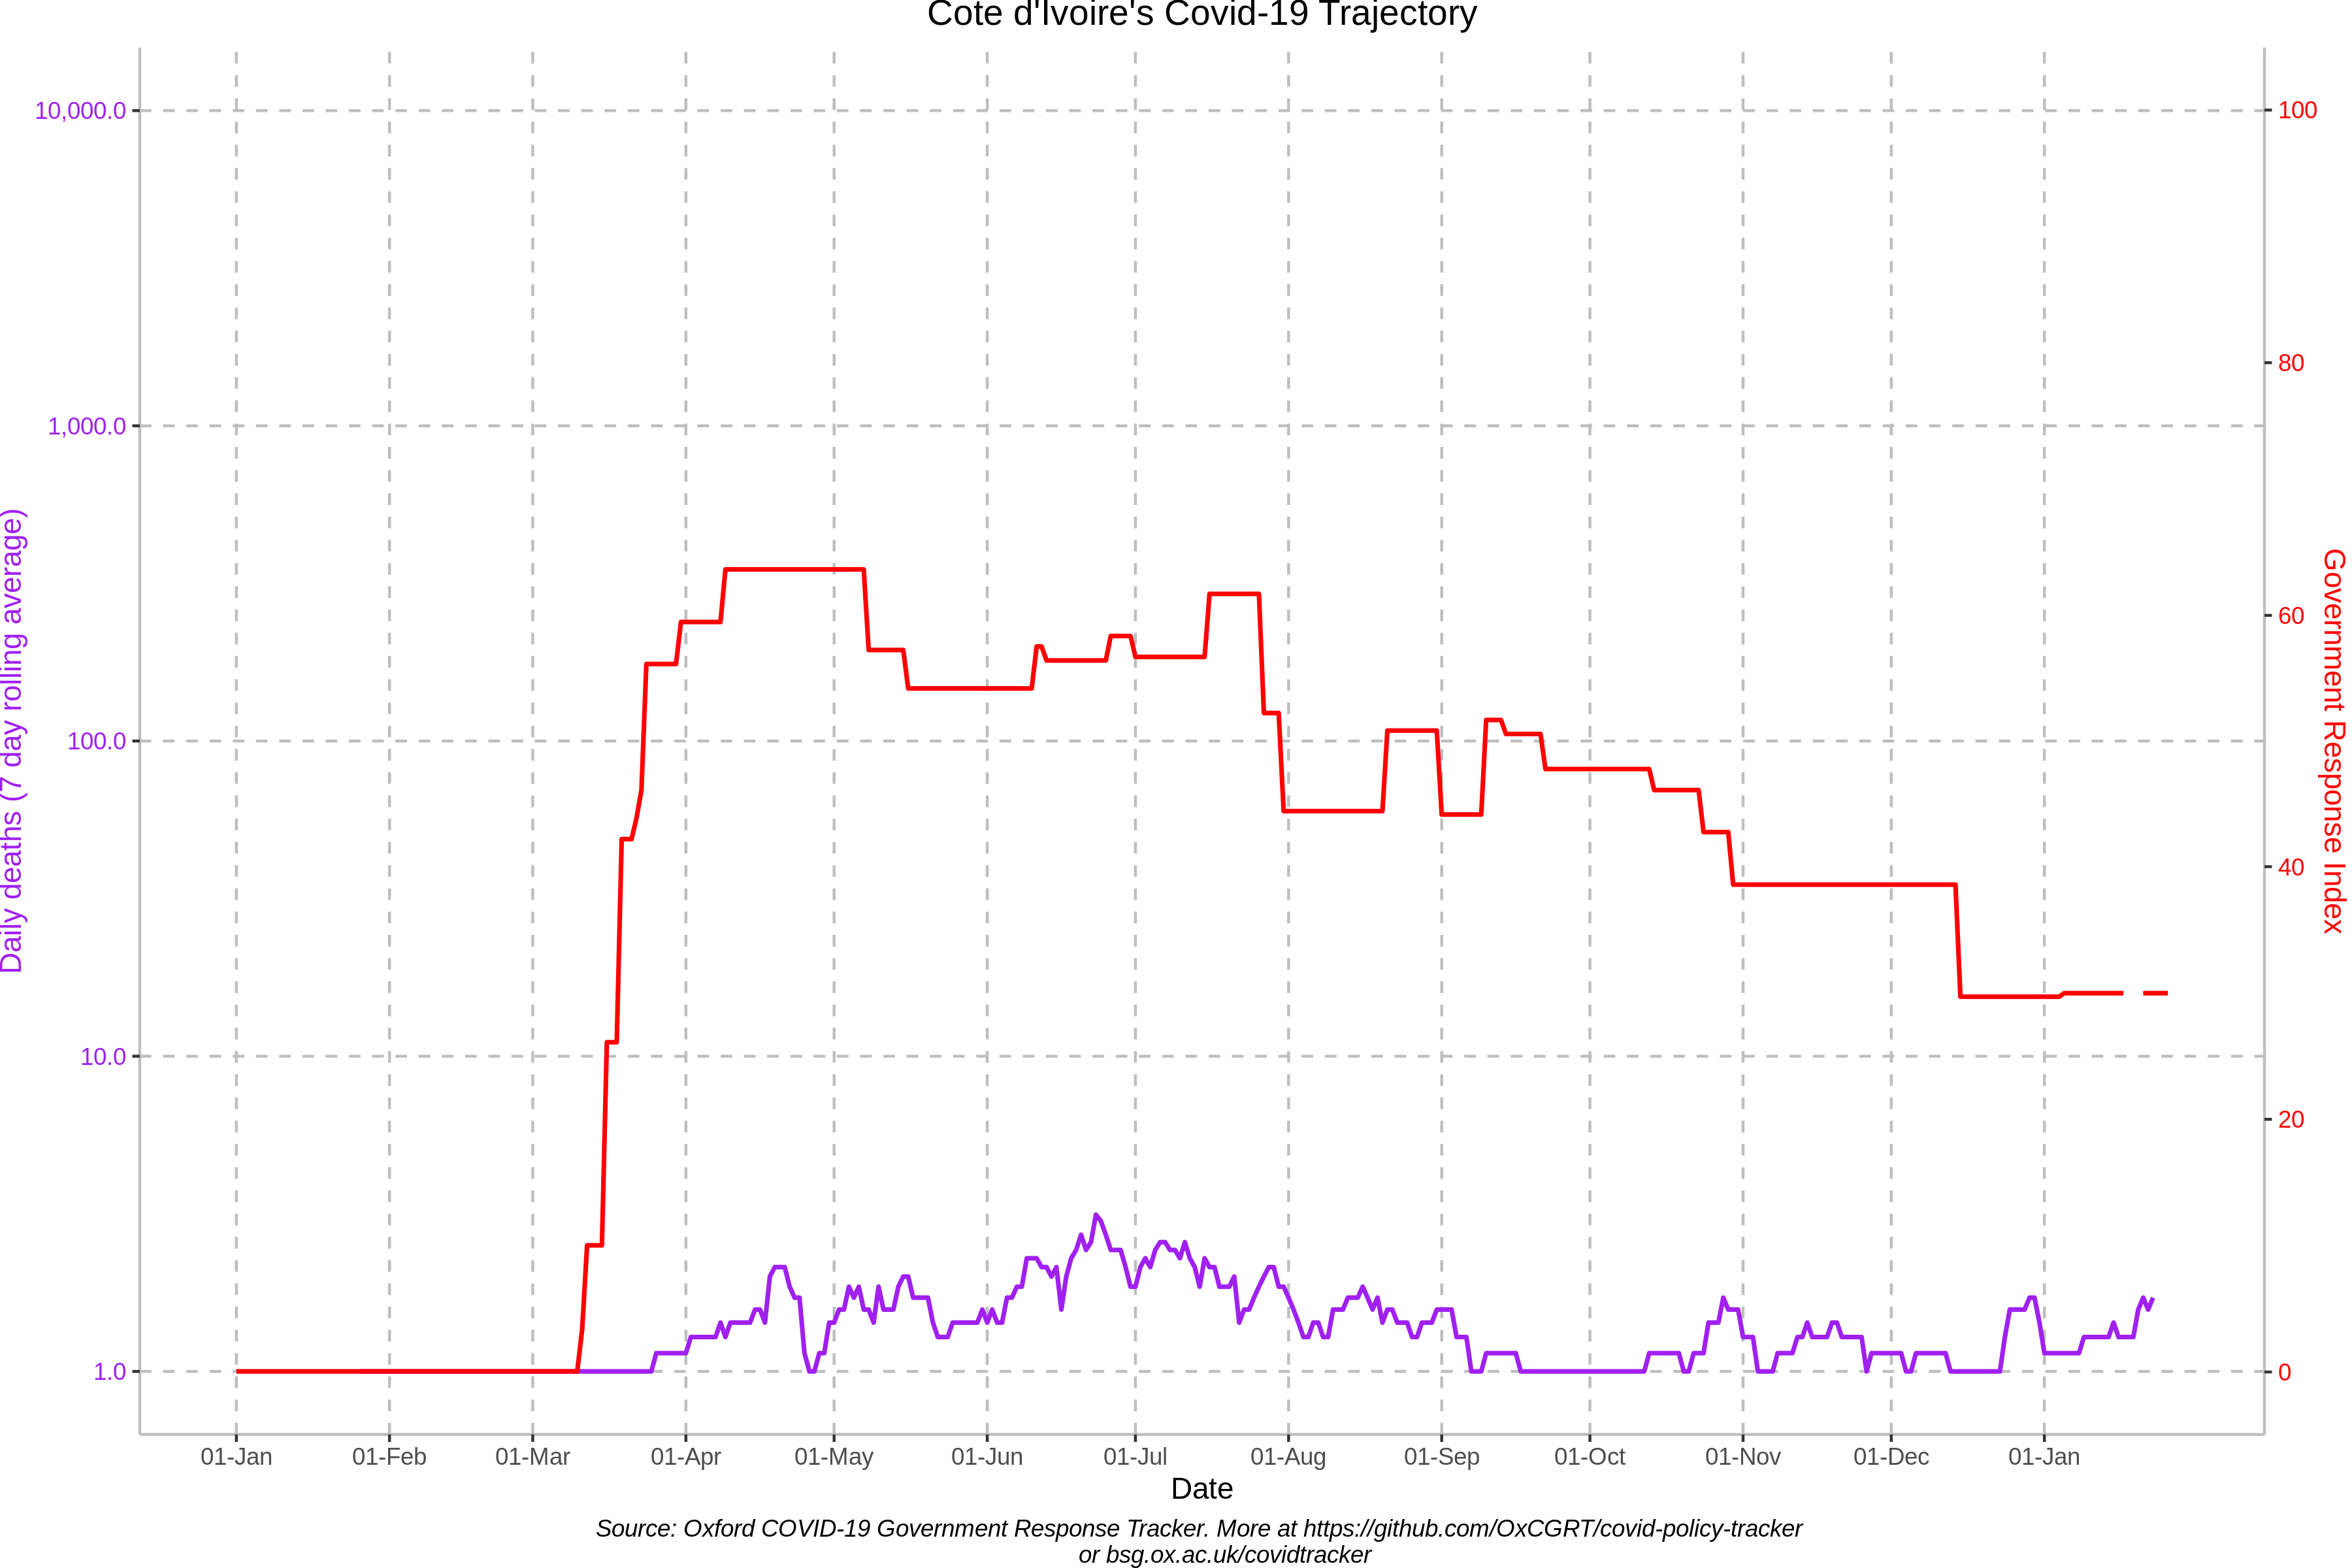 Cote d'Ivoire's Covid-19 Trajectory
10,000.0
1,000.0
100.0
10.0
1.0
Daily deaths (7 day rolling average)
100
80
60
40
20
0
Government Response Index
01-Jan
01-Feb
01-Mar
01-Apr
01-May
01-Jun
01-Jul
01-Aug
01-Sep
01-Oct
01-Nov
01-Dec
01-Jan
Date
Source: Oxford COVID-19 Government Response Tracker. More at https://github.com/OxCGRT/covid-policy-tracker
or bsg.ox.ac.uk/covidtracker